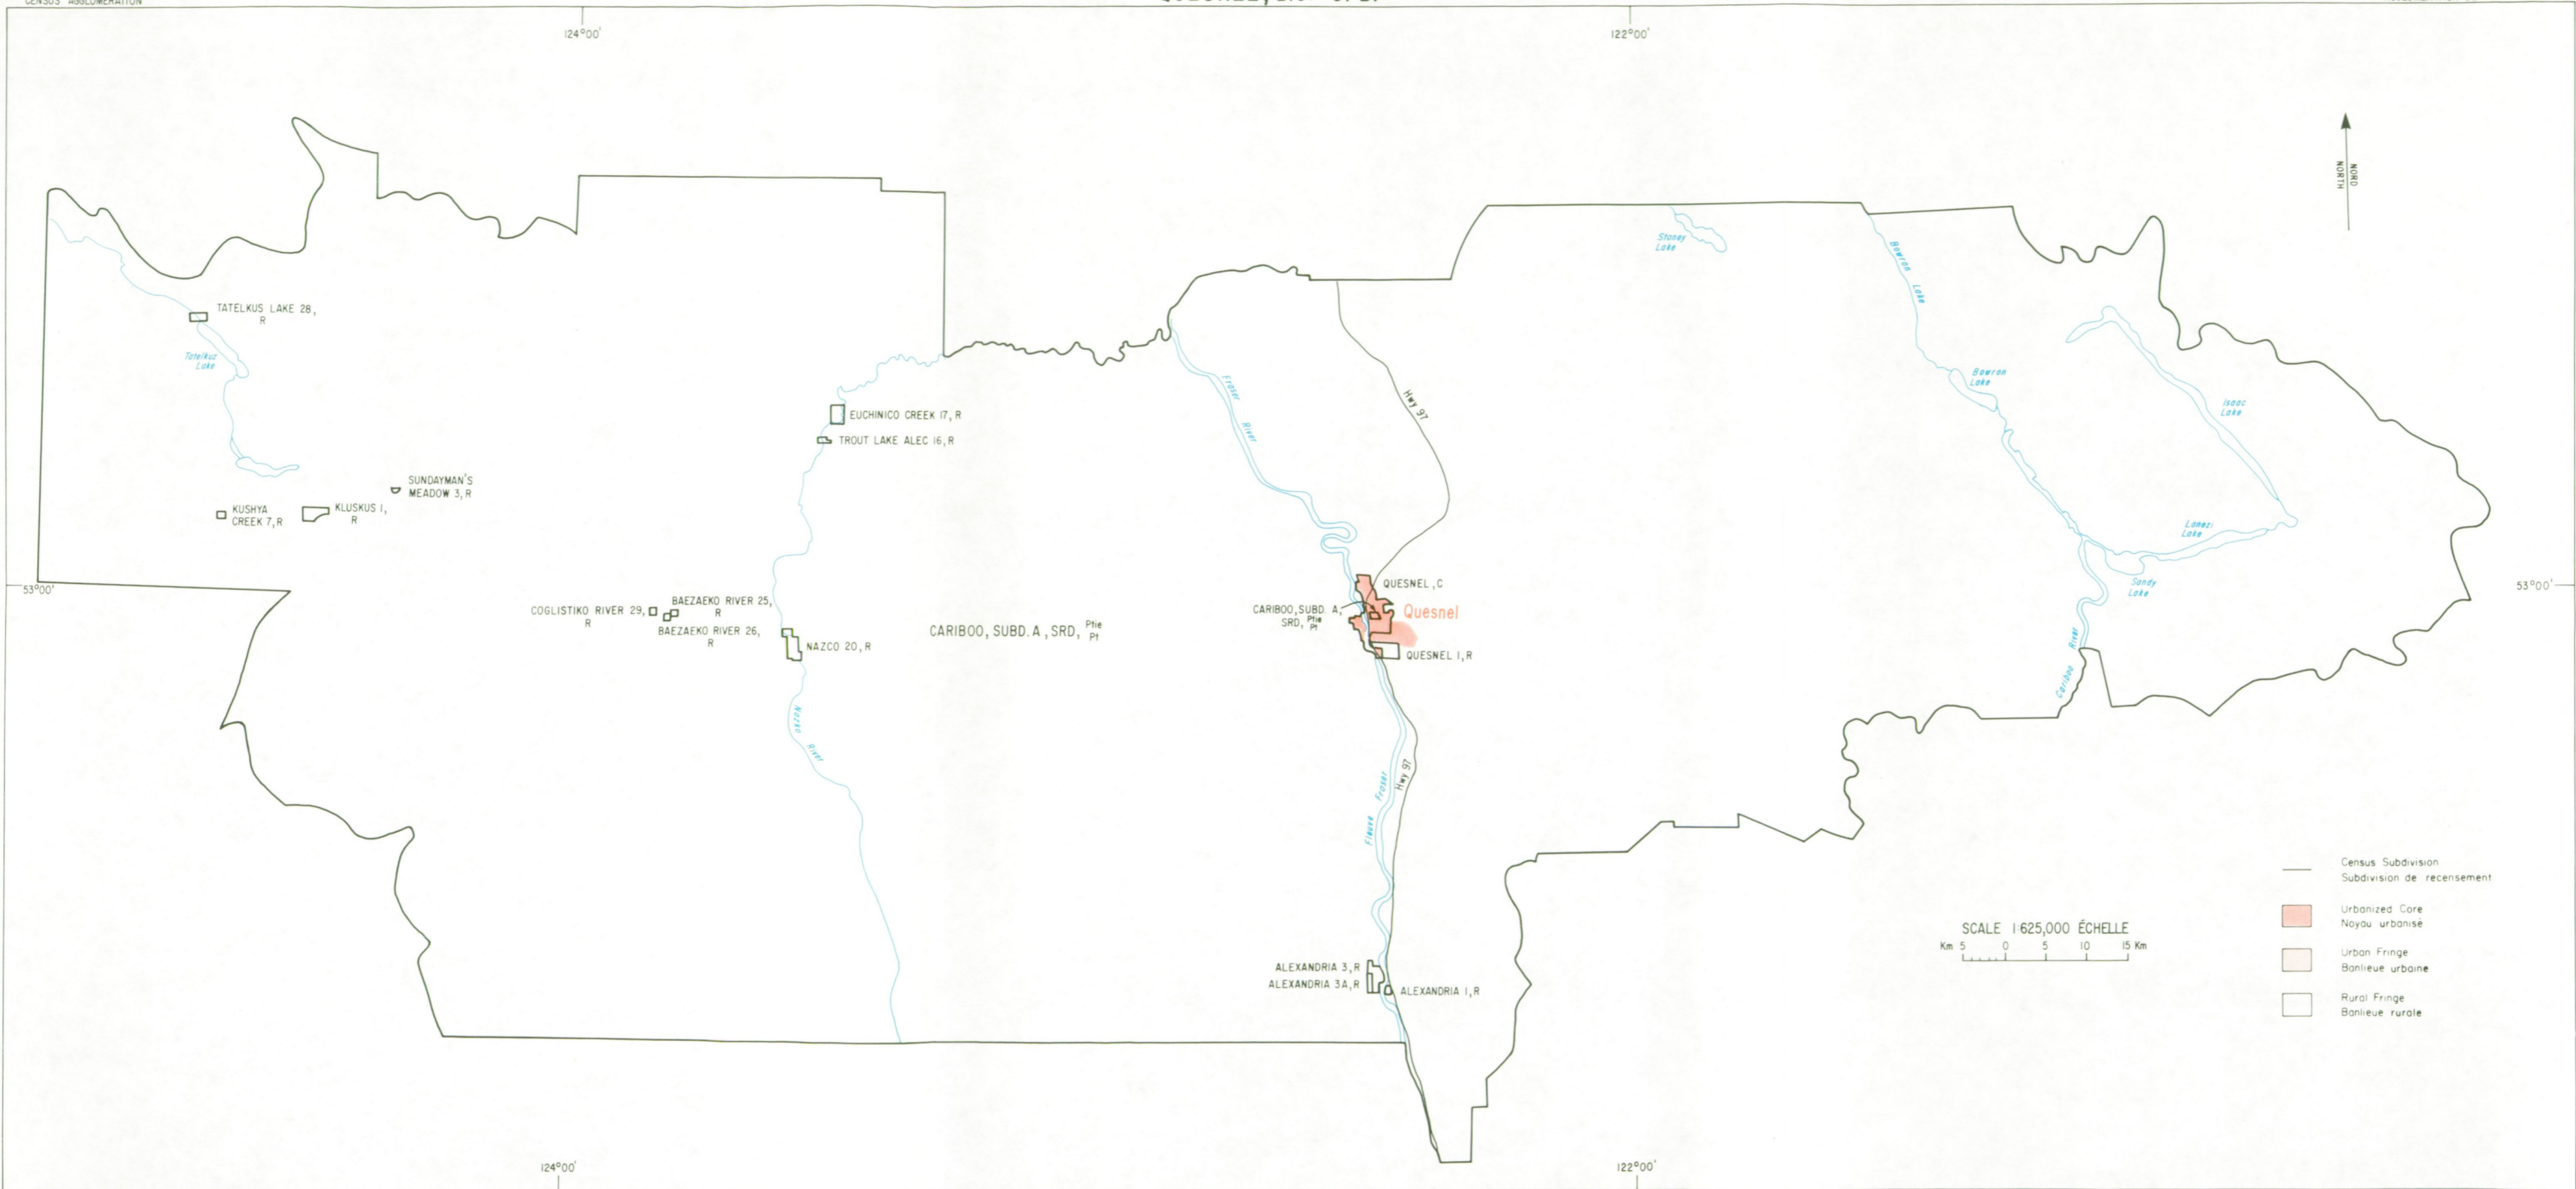 CENSUS AGGLOMERATION
124°00'
122°00'
NORD
NORTH
Stoney
Lake
Bowron
Lake
TATELKUS LAKE 28,
R
Tatelkuz
Lake
Bowron
Lake
Fraser
River
Hwy 97
Isaac
Lake
EUCHINICO CREEK 17, R
TROUT LAKE ALEC 16, R
SUNDAYMAN'S
MEADOW 3, R
KUSHYA
CREEK 7, R
KLUSKUS 1,
R
Lanezi
Lake
53°00'
53°00'
QUESNEL, C
Sandy
Lake
COGLISTIKO RIVER 29,
R
BAEZAEKO RIVER 25,
R
BAEZAEKO RIVER 26,
R
CARIBOO, SUBD. A,
SRD, Ptie
Pt
Quesnel
CARIBOO, SUBD. A, SRD, Ptie
Pt
NAZCO 20, R
QUESNEL 1, R
Cariboo River
Nazko
River
Fleuve Fraser
Hwy 97
Census Subdivision
Subdivision de recensement
Urbanized Core
Noyau urbanisé
SCALE 1:625,000 ÉCHELLE
Km 5 0 5 10 15 Km
Urban Fringe
Banlieue urbaine
Rural Fringe
Banlieue rurale
ALEXANDRIA 3, R
ALEXANDRIA 3A, R
ALEXANDRIA 1, R
124°00'
122°00'